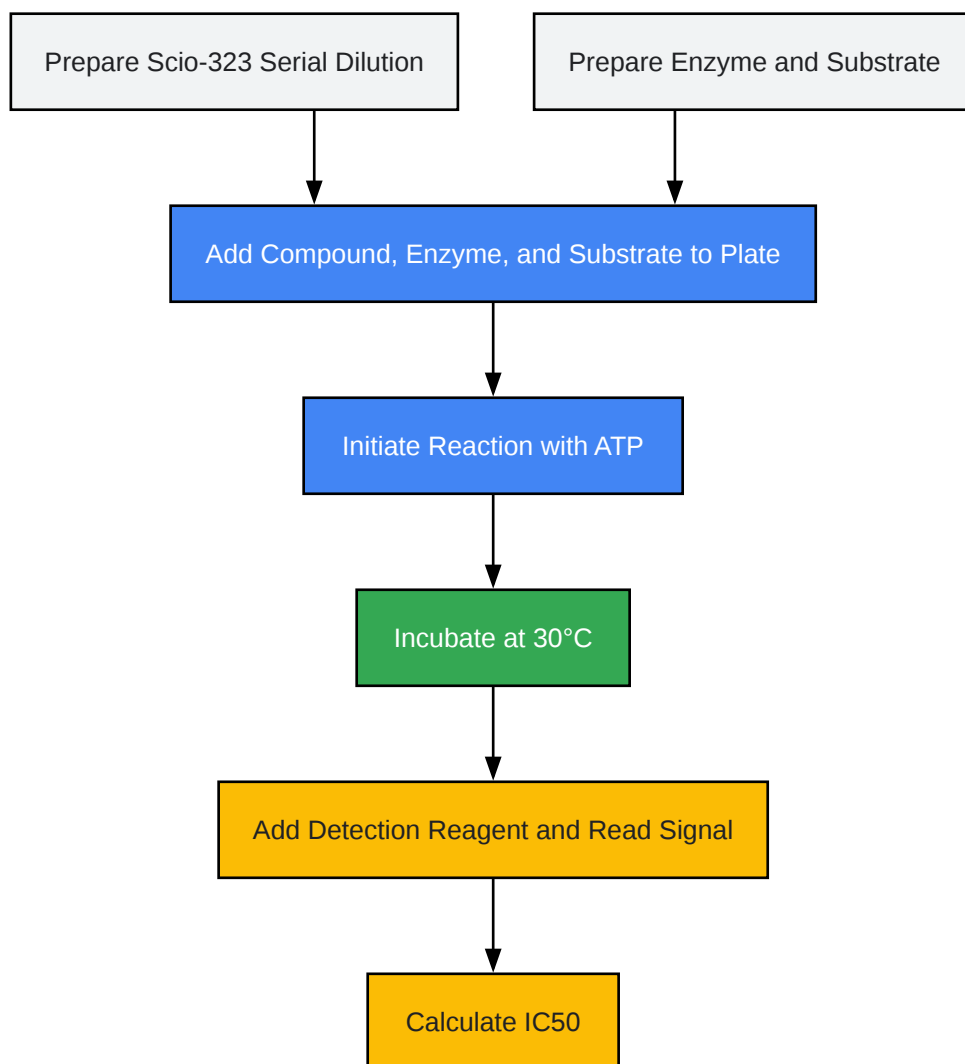 Prepare Scio-323 Serial Dilution
Prepare Enzyme and Substrate
Add Compound, Enzyme, and Substrate to Plate
Initiate Reaction with ATP
Incubate at 30°C
Add Detection Reagent and Read Signal
Calculate IC50